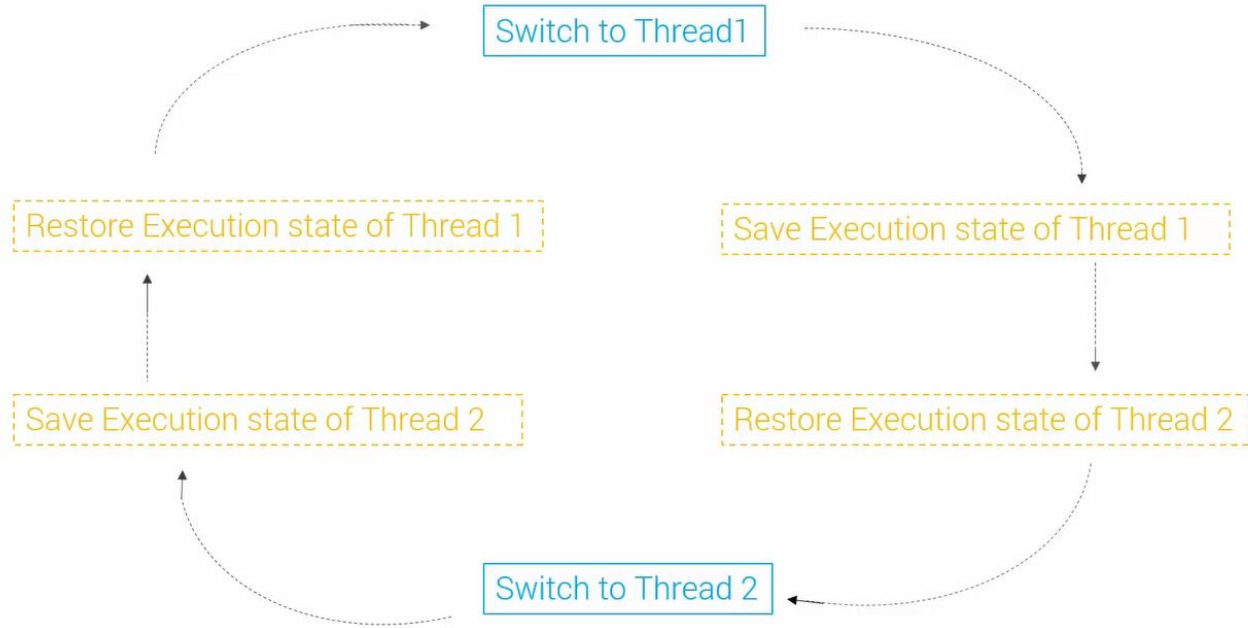 Switch to Thread1
Restore Execution state of Thread 1
Save Execution state of Thread 1
Save Execution state of Thread 2
Restore Execution state of Thread 2
Switch to Thread 2